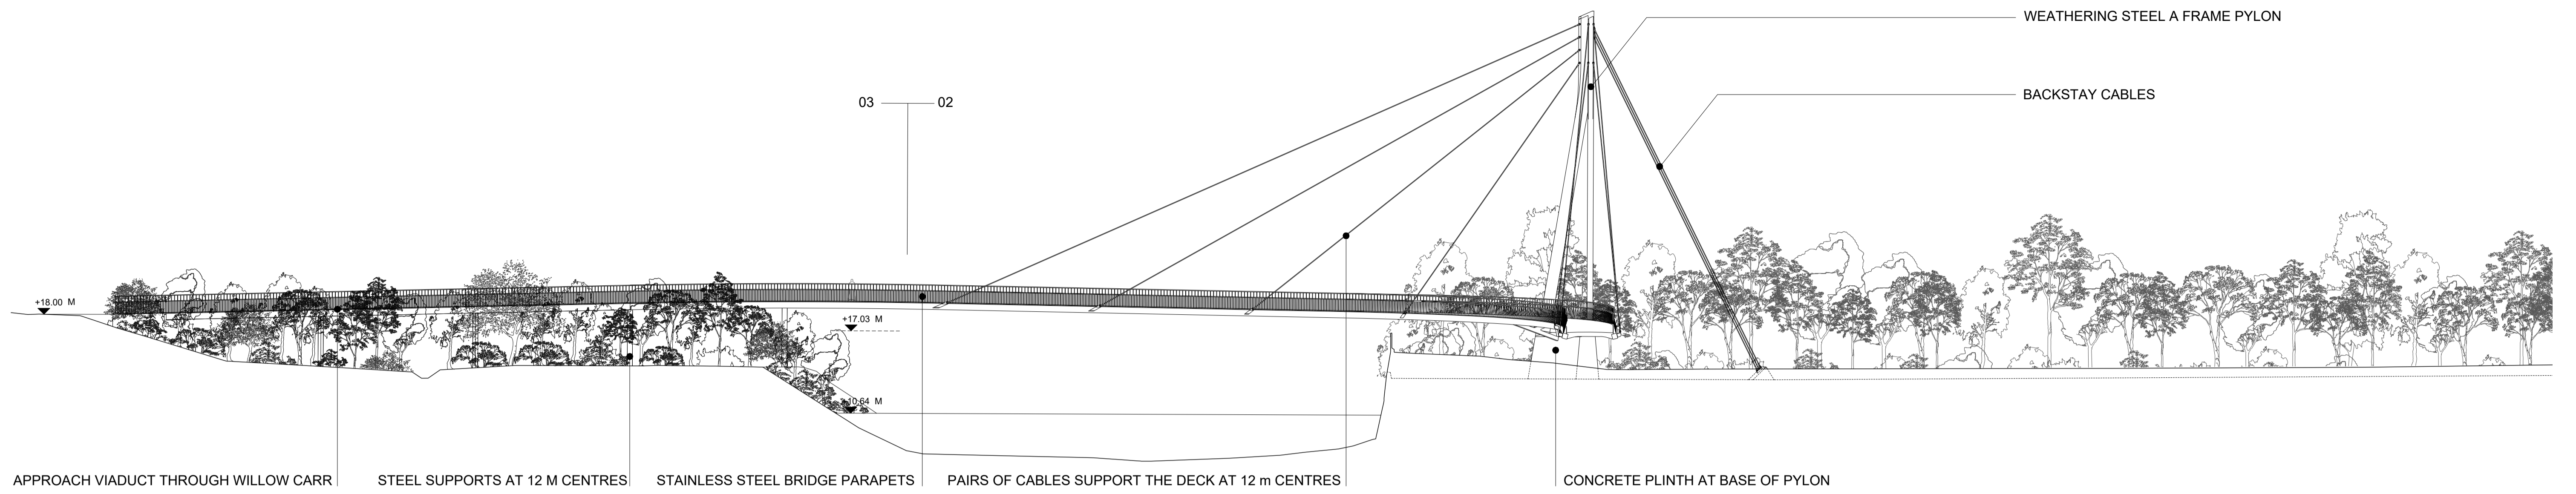 WEATHERING STEEL A FRAME PYLON
BACKSTAY CABLES
03
02
+18.00 M
+17.03 M
+10.64 M
APPROACH VIADUCT THROUGH WILLOW CARR
STEEL SUPPORTS AT 12 M CENTRES
STAINLESS STEEL BRIDGE PARAPETS
PAIRS OF CABLES SUPPORT THE DECK AT 12 m CENTRES
CONCRETE PLINTH AT BASE OF PYLON